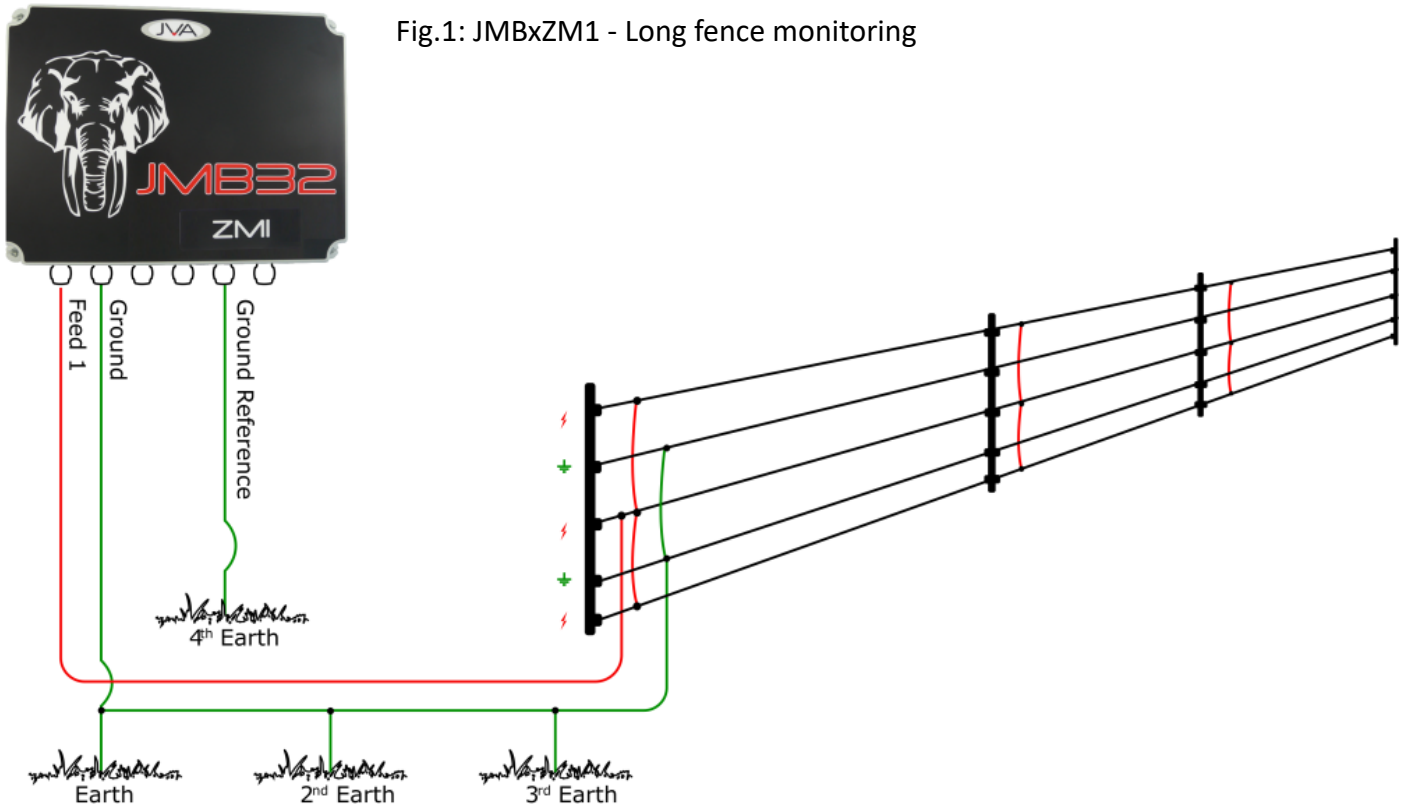 Fig.1: JMBxZM1 - Long fence monitoring
JVA
JMB32
ZM1
Feed 1
Ground
Ground Reference
4th Earth
Earth
2nd Earth
3rd Earth